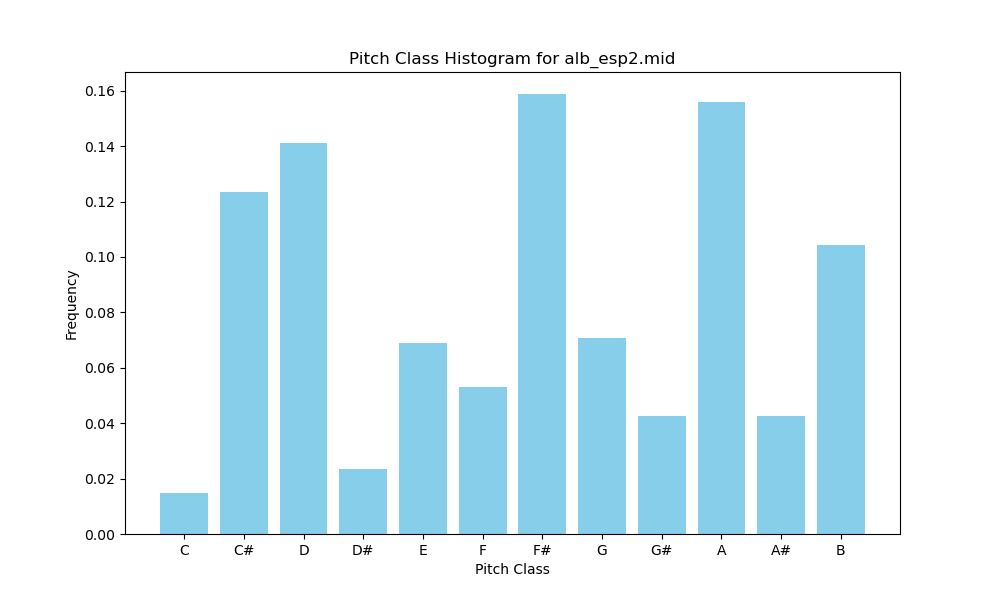 Pitch Class Histogram for alb_esp2.mid
Frequency
0.16
0.14
0.12
0.10
0.08
0.06
0.04
0.02
0.00
C C# D D# E F F# G G# A A# B
Pitch Class